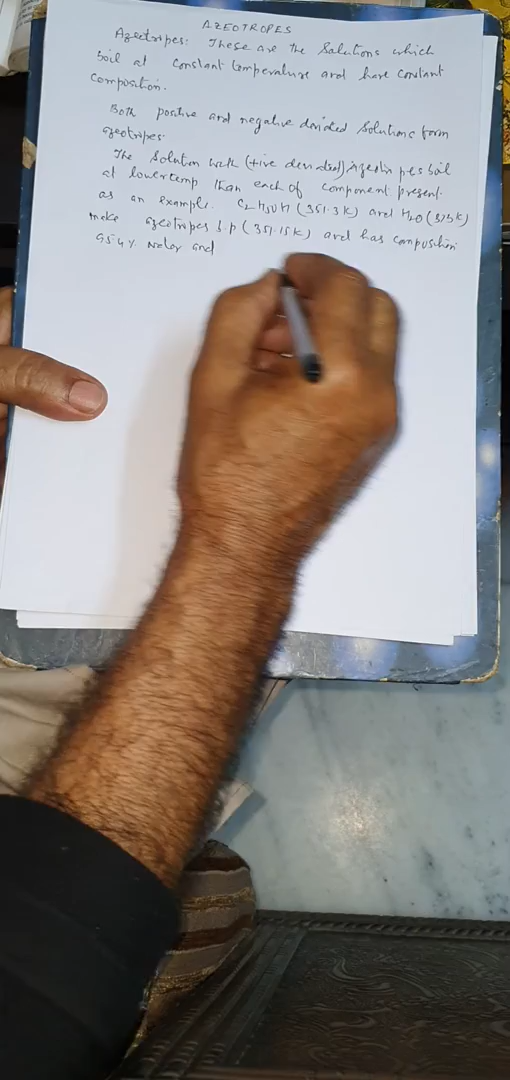 AZEOTROPES
Azeotropes: These are the Solutions which
boil at constant temperature and have constant
composition.
Both positive and negative deviated Solutions form
azeotropes.
The Solution with (+ive deviated) Azeotropes boil
at lower temp than each of component present.
as an example. C2H5OH (351.3K) and H2O (373K)
make azeotropes b.p (351.15K) and has composition
95.4% water and